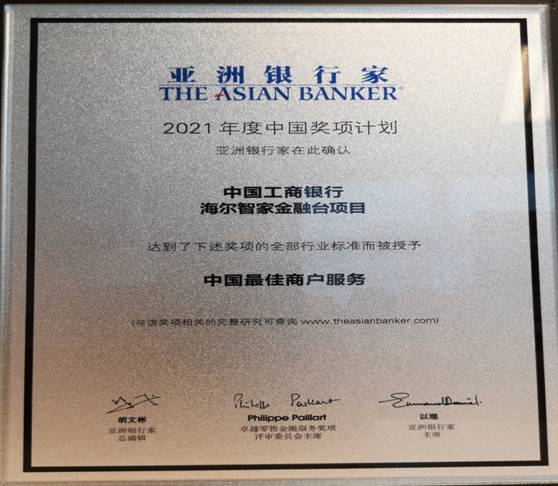 亚洲银行家
THE ASIAN BANKER®
2021 年度中国奖项计划
亚洲银行家在此确认
中国工商银行
海尔智家金融台项目
达到了下述奖项的全部行业标准而被授予
中国最佳商户服务
(与该奖项相关的完整研究可查询 www.theasianbanker.com)
Philippe Paillart
EmmanuelDaniel.
胡文彬
亚洲银行家
总编辑
Philippe Paillart
卓越零售金融服务奖项
评审委员会主席
以理
亚洲银行家
主席